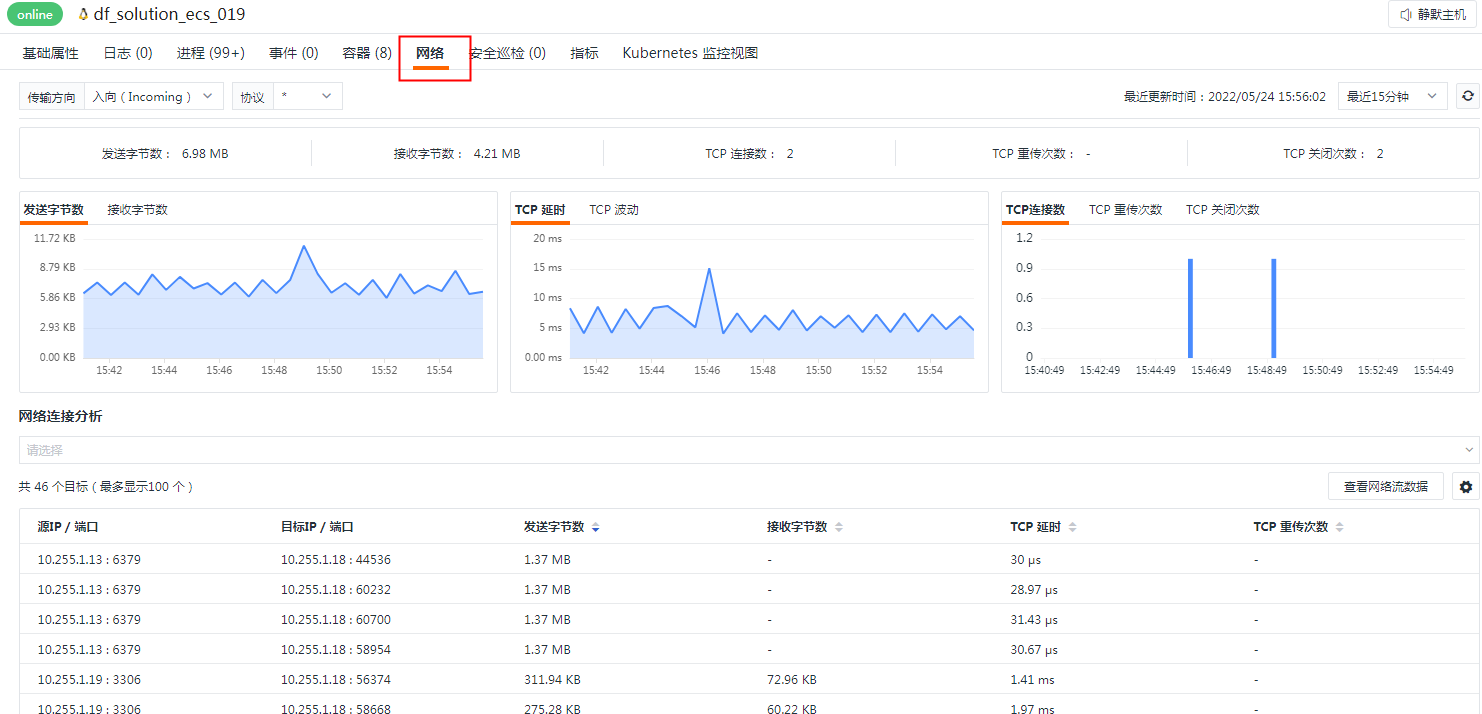 online df_solution_ecs_019 静默主机
基础属性 日志 (0) 进程 (99+) 事件 (0) 容器 (8) 网络 安全巡检 (0) 指标 Kubernetes 监控视图
传输方向 入向 ( Incoming ) 协议 * 最近更新时间：2022/05/24 15:56:02 最近15分钟
发送字节数： 6.98 MB 接收字节数： 4.21 MB TCP 连接数： 2 TCP 重传次数： - TCP 关闭次数： 2
发送字节数 接收字节数
11.72 KB
8.79 KB
5.86 KB
2.93 KB
0.00 KB
15:42 15:44 15:46 15:48 15:50 15:52 15:54
TCP 延时 TCP 波动
20 ms
15 ms
10 ms
5 ms
0.00 ms
15:42 15:44 15:46 15:48 15:50 15:52 15:54
TCP连接数 TCP 重传次数 TCP 关闭次数
1.2
0.9
0.6
0.3
0
15:40:49 15:42:49 15:44:49 15:46:49 15:48:49 15:50:49 15:52:49 15:54:49
网络连接分析
请选择
共 46 个目标 ( 最多显示100 个 ) 查看网络流数据
源IP / 端口 目标IP / 端口 发送字节数 接收字节数 TCP 延时 TCP 重传次数
10.255.1.13 : 6379 10.255.1.18 : 44536 1.37 MB - 30 μs -
10.255.1.13 : 6379 10.255.1.18 : 60232 1.37 MB - 28.97 μs -
10.255.1.13 : 6379 10.255.1.18 : 60700 1.37 MB - 31.43 μs -
10.255.1.13 : 6379 10.255.1.18 : 58954 1.37 MB - 30.67 μs -
10.255.1.19 : 3306 10.255.1.18 : 56374 311.94 KB 72.96 KB 1.41 ms -
10.255.1.19 : 3306 10.255.1.18 : 58668 275.28 KB 60.22 KB 1.97 ms -